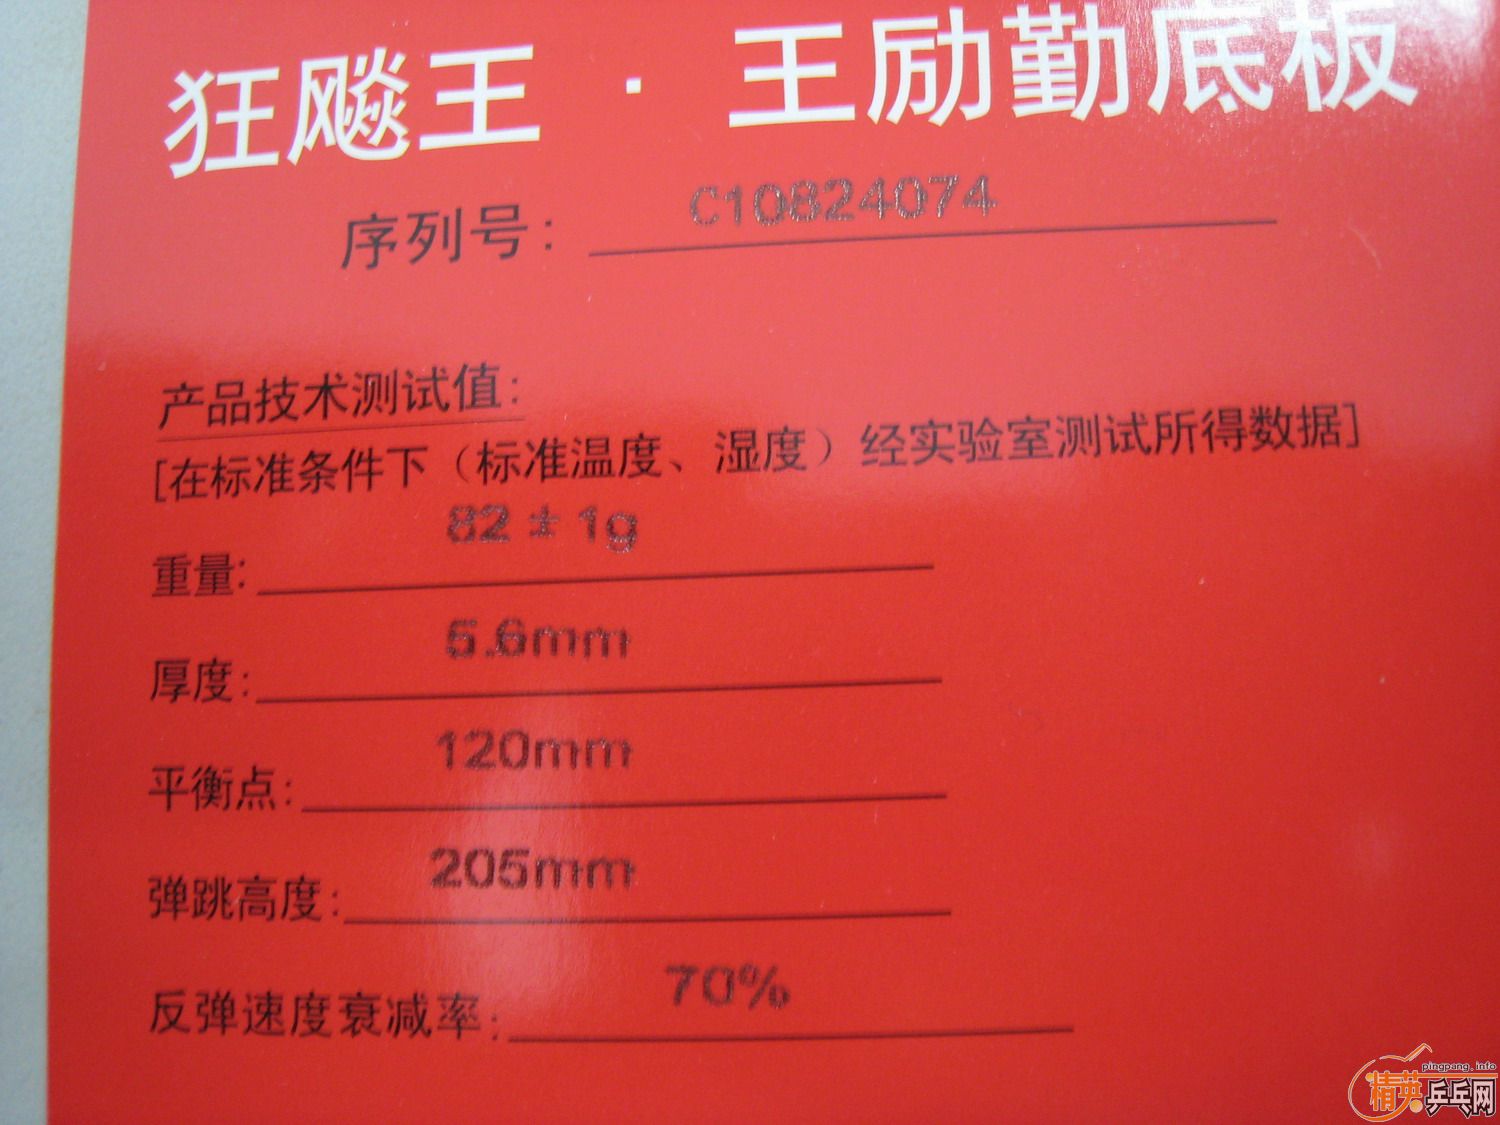 狂飚王 · 王励勤底板
序列号: C10824074
产品技术测试值:
[在标准条件下（标准温度、湿度）经实验室测试所得数据]
重量: 82 ± 1g
厚度: 5.6mm
平衡点: 120mm
弹跳高度: 205mm
反弹速度衰减率: 70%
pingpang.info
精英乒乓网